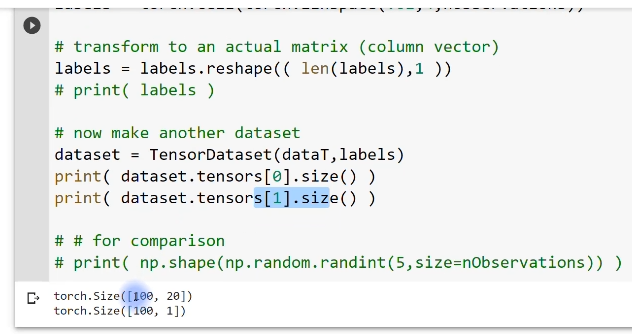 # transform to an actual matrix (column vector)
labels = labels.reshape(( len(labels),1 ))
# print( labels )
# now make another dataset
dataset = TensorDataset(dataT,labels)
print( dataset.tensors[0].size() )
print( dataset.tensors[1].size() )
# # for comparison
# print( np.shape(np.random.randint(5,size=nObservations)) )
torch.Size([100, 20])
torch.Size([100, 1])